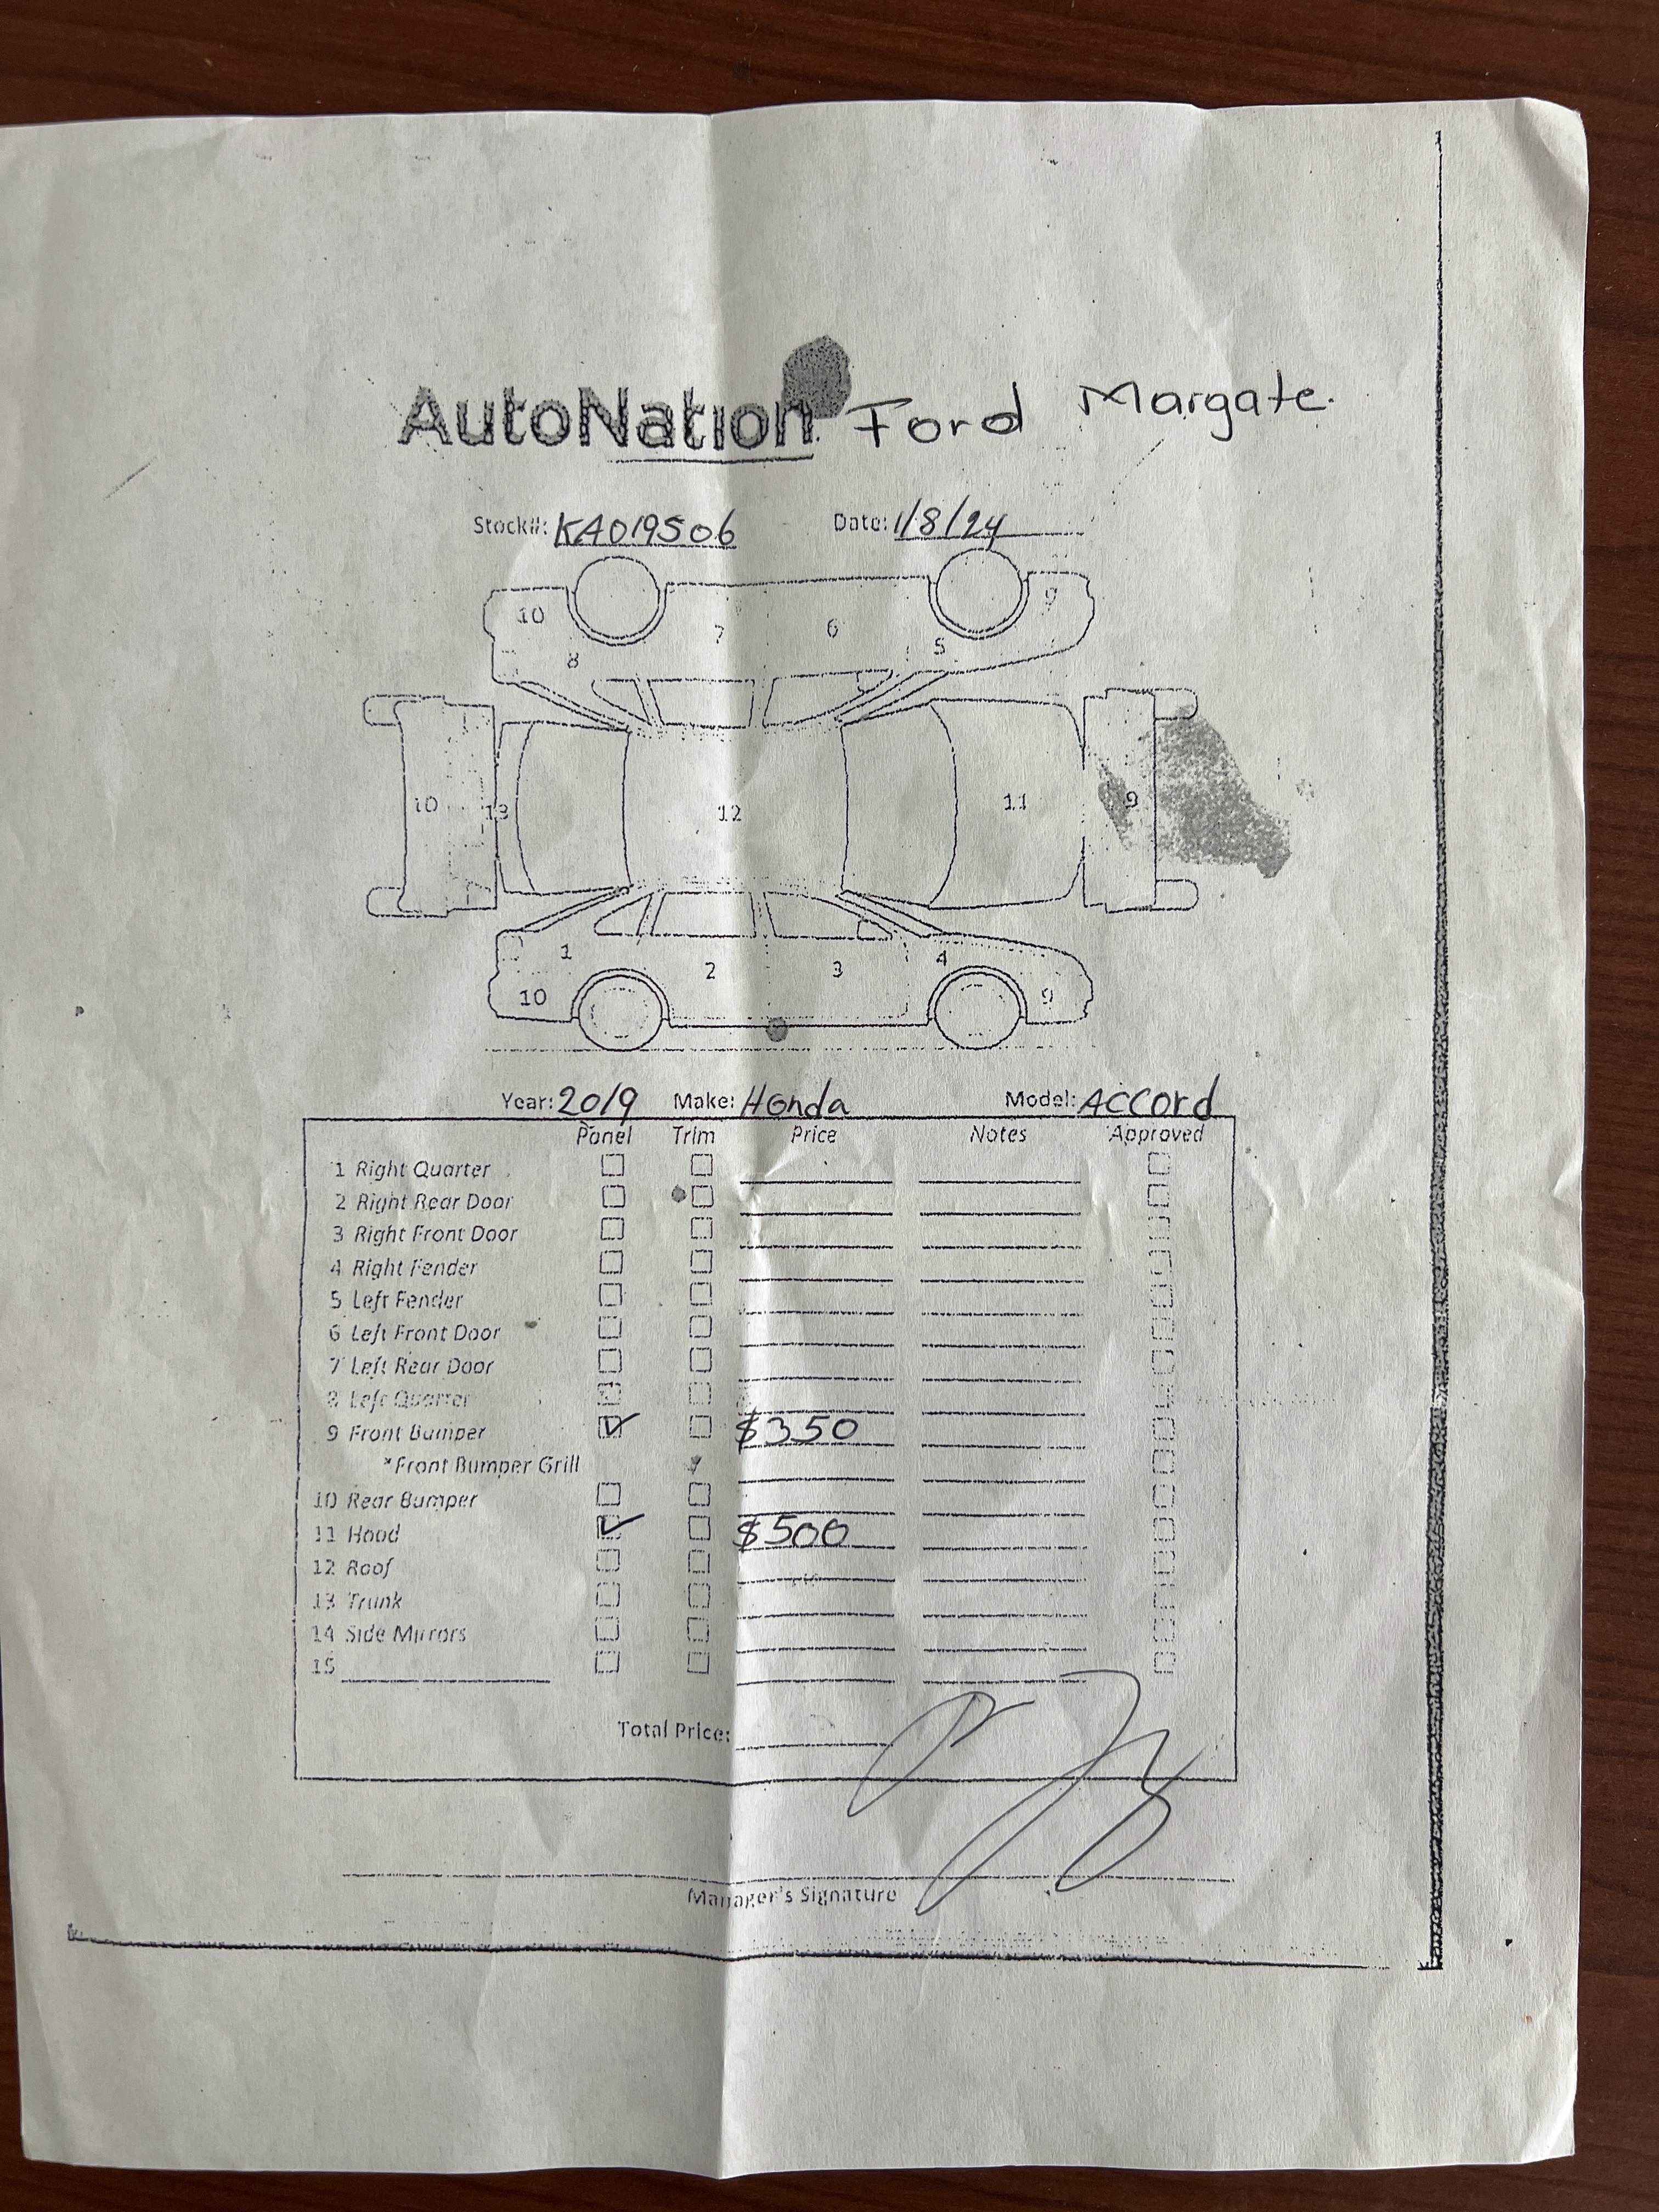 AutoNation Ford Margate.
Stock#: KA019506 Date: 1/8/24
10 7 6 9
8 5
10 13 12 11 9
1 2 3 4
10 9
Year: 2019 Make: Honda Model: ACCORD
Panel Trim Price Notes Approved
1 Right Quarter
2 Right Rear Door
3 Right Front Door
4 Right Fender
5 Left Fender
6 Left Front Door
7 Left Rear Door
8 Left Quarter
9 Front Bumper $350
*Front Bumper Grill
10 Rear Bumper
11 Hood $500
12 Roof
13 Trunk
14 Side Mirrors
15
Total Price:
Manager's Signature